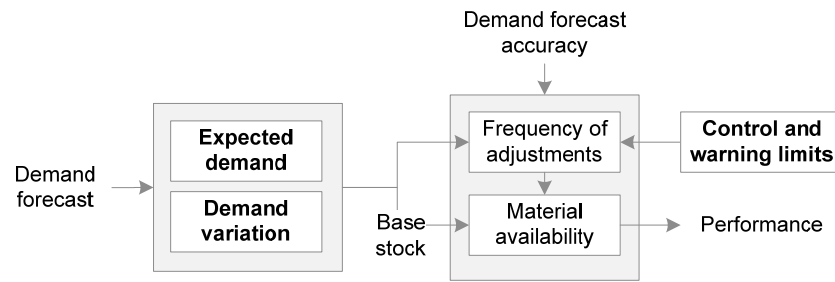 Demand forecast
accuracy
Expected
demand
Frequency of
adjustments
Control and
warning limits
Demand
forecast
Demand
variation
Base
stock
Material
availability
Performance